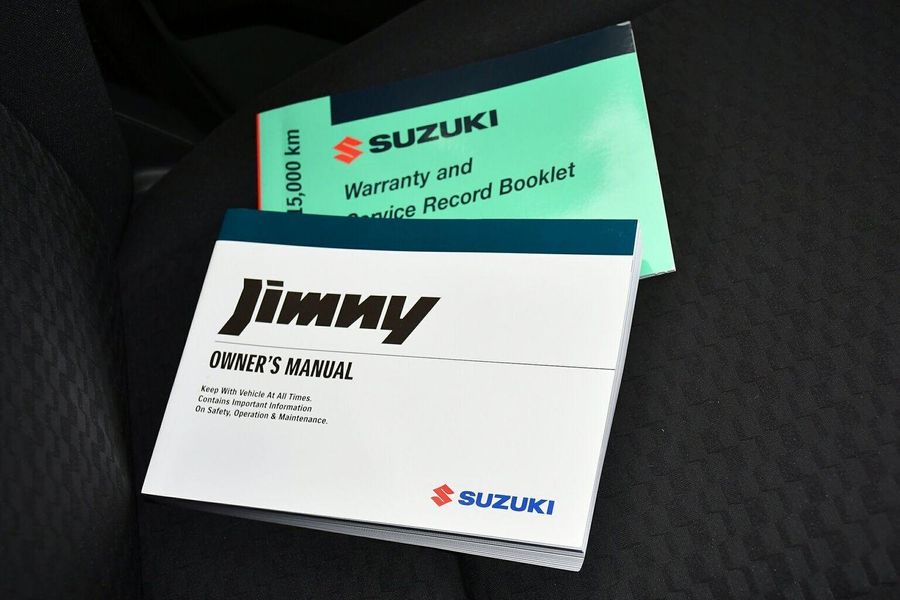 15,000 km
SUZUKI
Warranty and
Service Record Booklet
Jimny
OWNER'S MANUAL
Keep With Vehicle At All Times.
Contains Important Information
On Safety, Operation & Maintenance.
SUZUKI